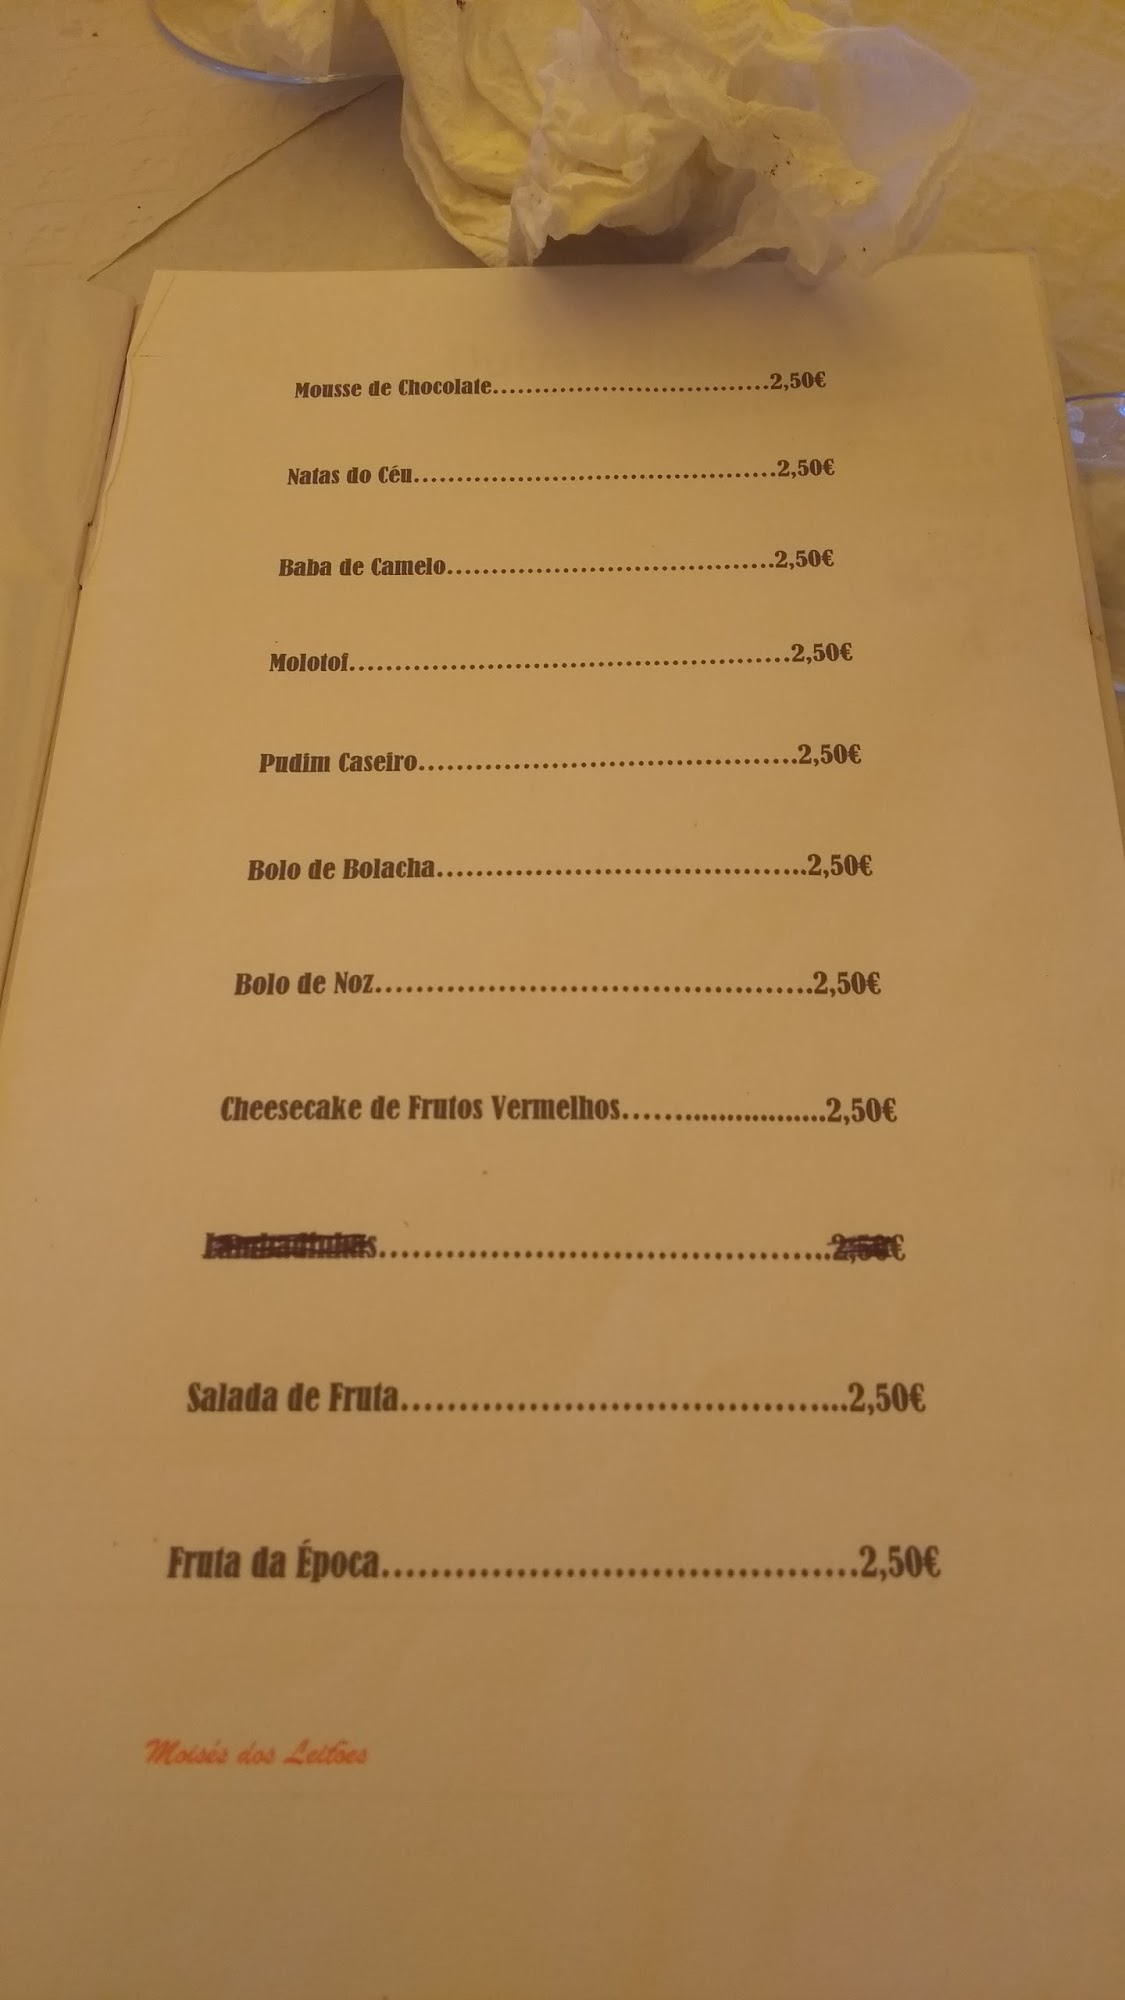 Mousse de Chocolate................................2,50€
Natas do Céu..........................................2,50€
Baba de Camelo......................................2,50€
Molotof..................................................2,50€
Pudim Caseiro...........................................2,50€
Bolo de Bolacha.........................................2,50€
Bolo de Noz...............................................2,50€
Cheesecake de Frutos Vermelhos........................2,50€
Salada de Fruta.......................................2,50€
Fruta da Época........................................2,50€
Moisés dos Leitões